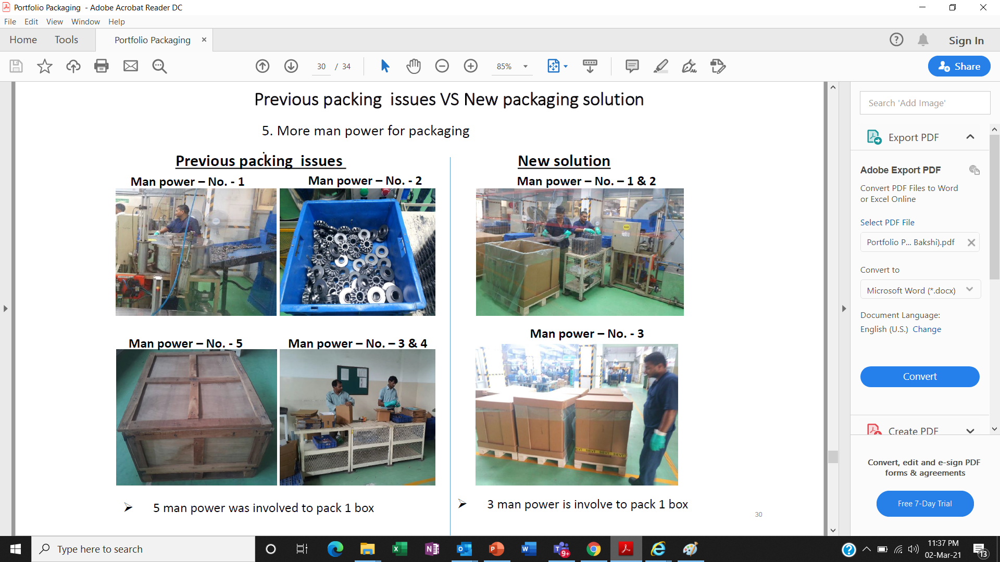 Portfolio Packaging - Adobe Acrobat Reader DC
File Edit View Window Help
Home Tools Portfolio Packaging × Sign In
30 / 34 85% Share
Previous packing issues VS New packaging solution
5. More man power for packaging
Previous packing issues
New solution
Man power – No. - 1
Man power – No. - 2
Man power – No. – 1 & 2
Man power – No. - 3
Man power – No. - 5
Man power – No. – 3 & 4
➢ 5 man power was involved to pack 1 box
➢ 3 man power is involve to pack 1 box
30
Search 'Add Image'
Export PDF
Adobe Export PDF
Convert PDF Files to Word
or Excel Online
Select PDF File
Portfolio P... Bakshi).pdf
Convert to
Microsoft Word (*.docx)
Document Language:
English (U.S.) Change
Convert
Create PDF
Convert, edit and e-sign PDF
forms & agreements
Free 7-Day Trial
Type here to search
9+
11:37 PM
02-Mar-21
13